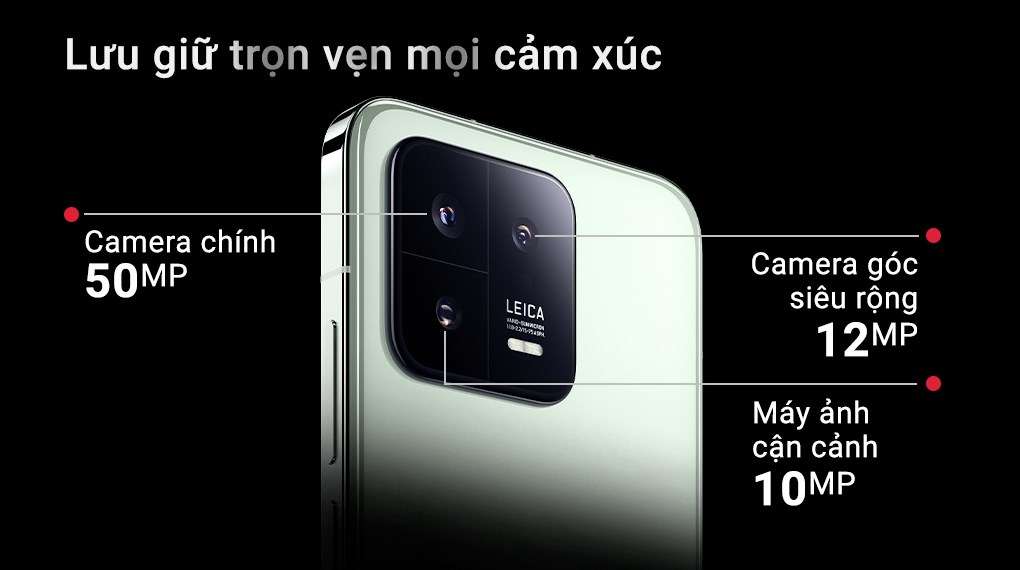 Lưu giữ trọn vẹn mọi cảm xúc
Camera chính
50MP
Camera góc
siêu rộng
12MP
LEICA
Máy ảnh
cận cảnh
10MP